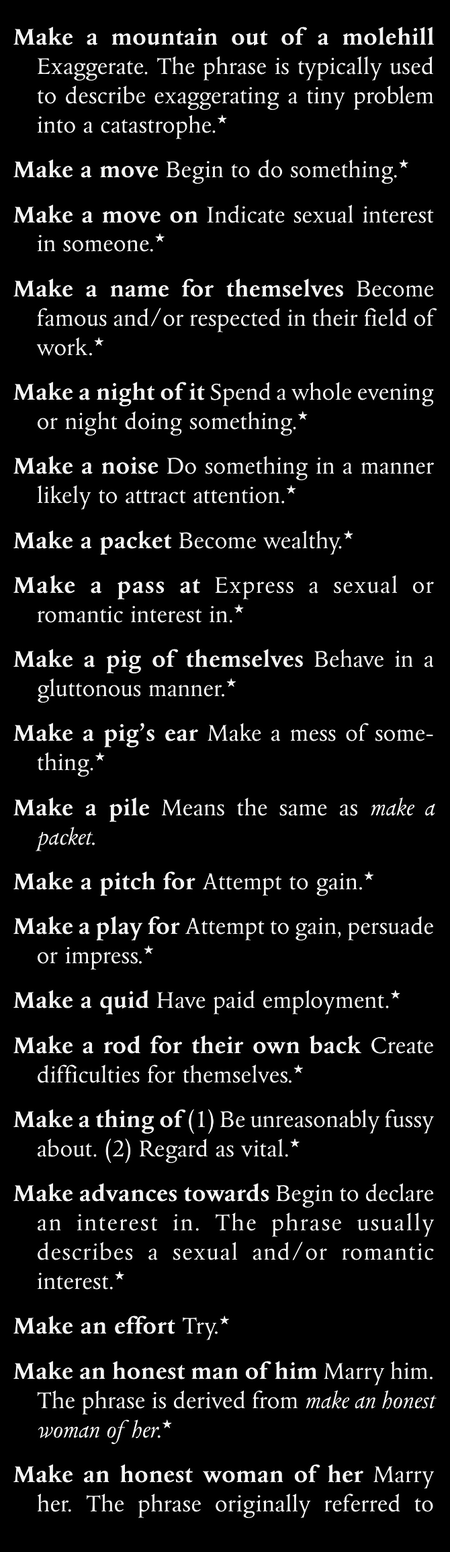 Make a mountain out of a molehill
Exaggerate. The phrase is typically used
to describe exaggerating a tiny problem
into a catastrophe.★
Make a move Begin to do something.★
Make a move on Indicate sexual interest
in someone.★
Make a name for themselves Become
famous and/or respected in their field of
work.★
Make a night of it Spend a whole evening
or night doing something.★
Make a noise Do something in a manner
likely to attract attention.★
Make a packet Become wealthy.★
Make a pass at Express a sexual or
romantic interest in.★
Make a pig of themselves Behave in a
gluttonous manner.★
Make a pig’s ear Make a mess of some-
thing.★
Make a pile Means the same as make a
packet.
Make a pitch for Attempt to gain.★
Make a play for Attempt to gain, persuade
or impress.★
Make a quid Have paid employment.★
Make a rod for their own back Create
difficulties for themselves.★
Make a thing of (1) Be unreasonably fussy
about. (2) Regard as vital.★
Make advances towards Begin to declare
an interest in. The phrase usually
describes a sexual and/or romantic
interest.★
Make an effort Try.★
Make an honest man of him Marry him.
The phrase is derived from make an honest
woman of her.★
Make an honest woman of her Marry
her. The phrase originally referred to